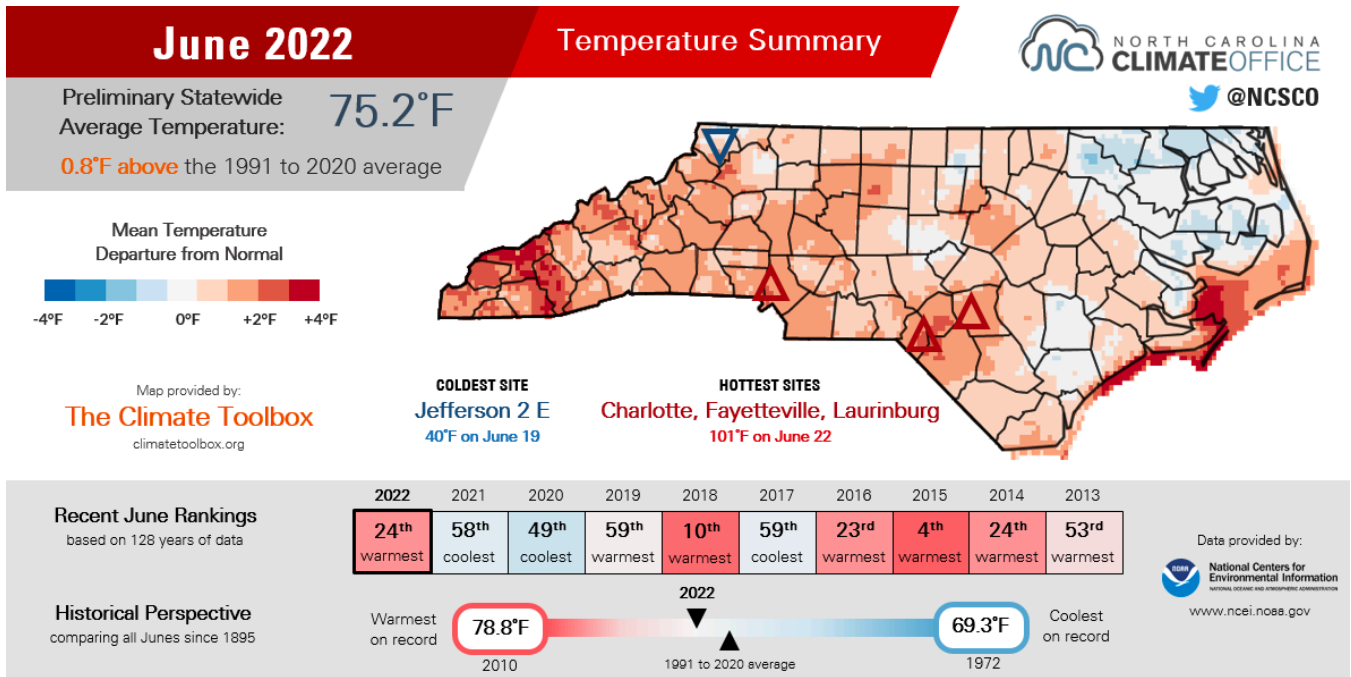 June 2022
Temperature Summary
NC
NORTH CAROLINA
CLIMATEOFFICE
@NCSCO
Preliminary Statewide
Average Temperature:
75.2°F
0.8°F above the 1991 to 2020 average
Mean Temperature
Departure from Normal
-4°F -2°F 0°F +2°F +4°F
Map provided by:
The Climate Toolbox
climatetoolbox.org
COLDEST SITE
Jefferson 2 E
40°F on June 19
HOTTEST SITES
Charlotte, Fayetteville, Laurinburg
101°F on June 22
Recent June Rankings
based on 128 years of data
2022 2021 2020 2019 2018 2017 2016 2015 2014 2013
24th 58th 49th 59th 10th 59th 23rd 4th 24th 53rd
warmest coolest coolest warmest warmest coolest warmest warmest warmest warmest
Historical Perspective
comparing all Junes since 1895
Warmest
on record
78.8°F
2010
2022
1991 to 2020 average
69.3°F
1972
Coolest
on record
Data provided by:
NOAA
National Centers for
Environmental Information
NATIONAL OCEANIC AND ATMOSPHERIC ADMINISTRATION
www.ncei.noaa.gov